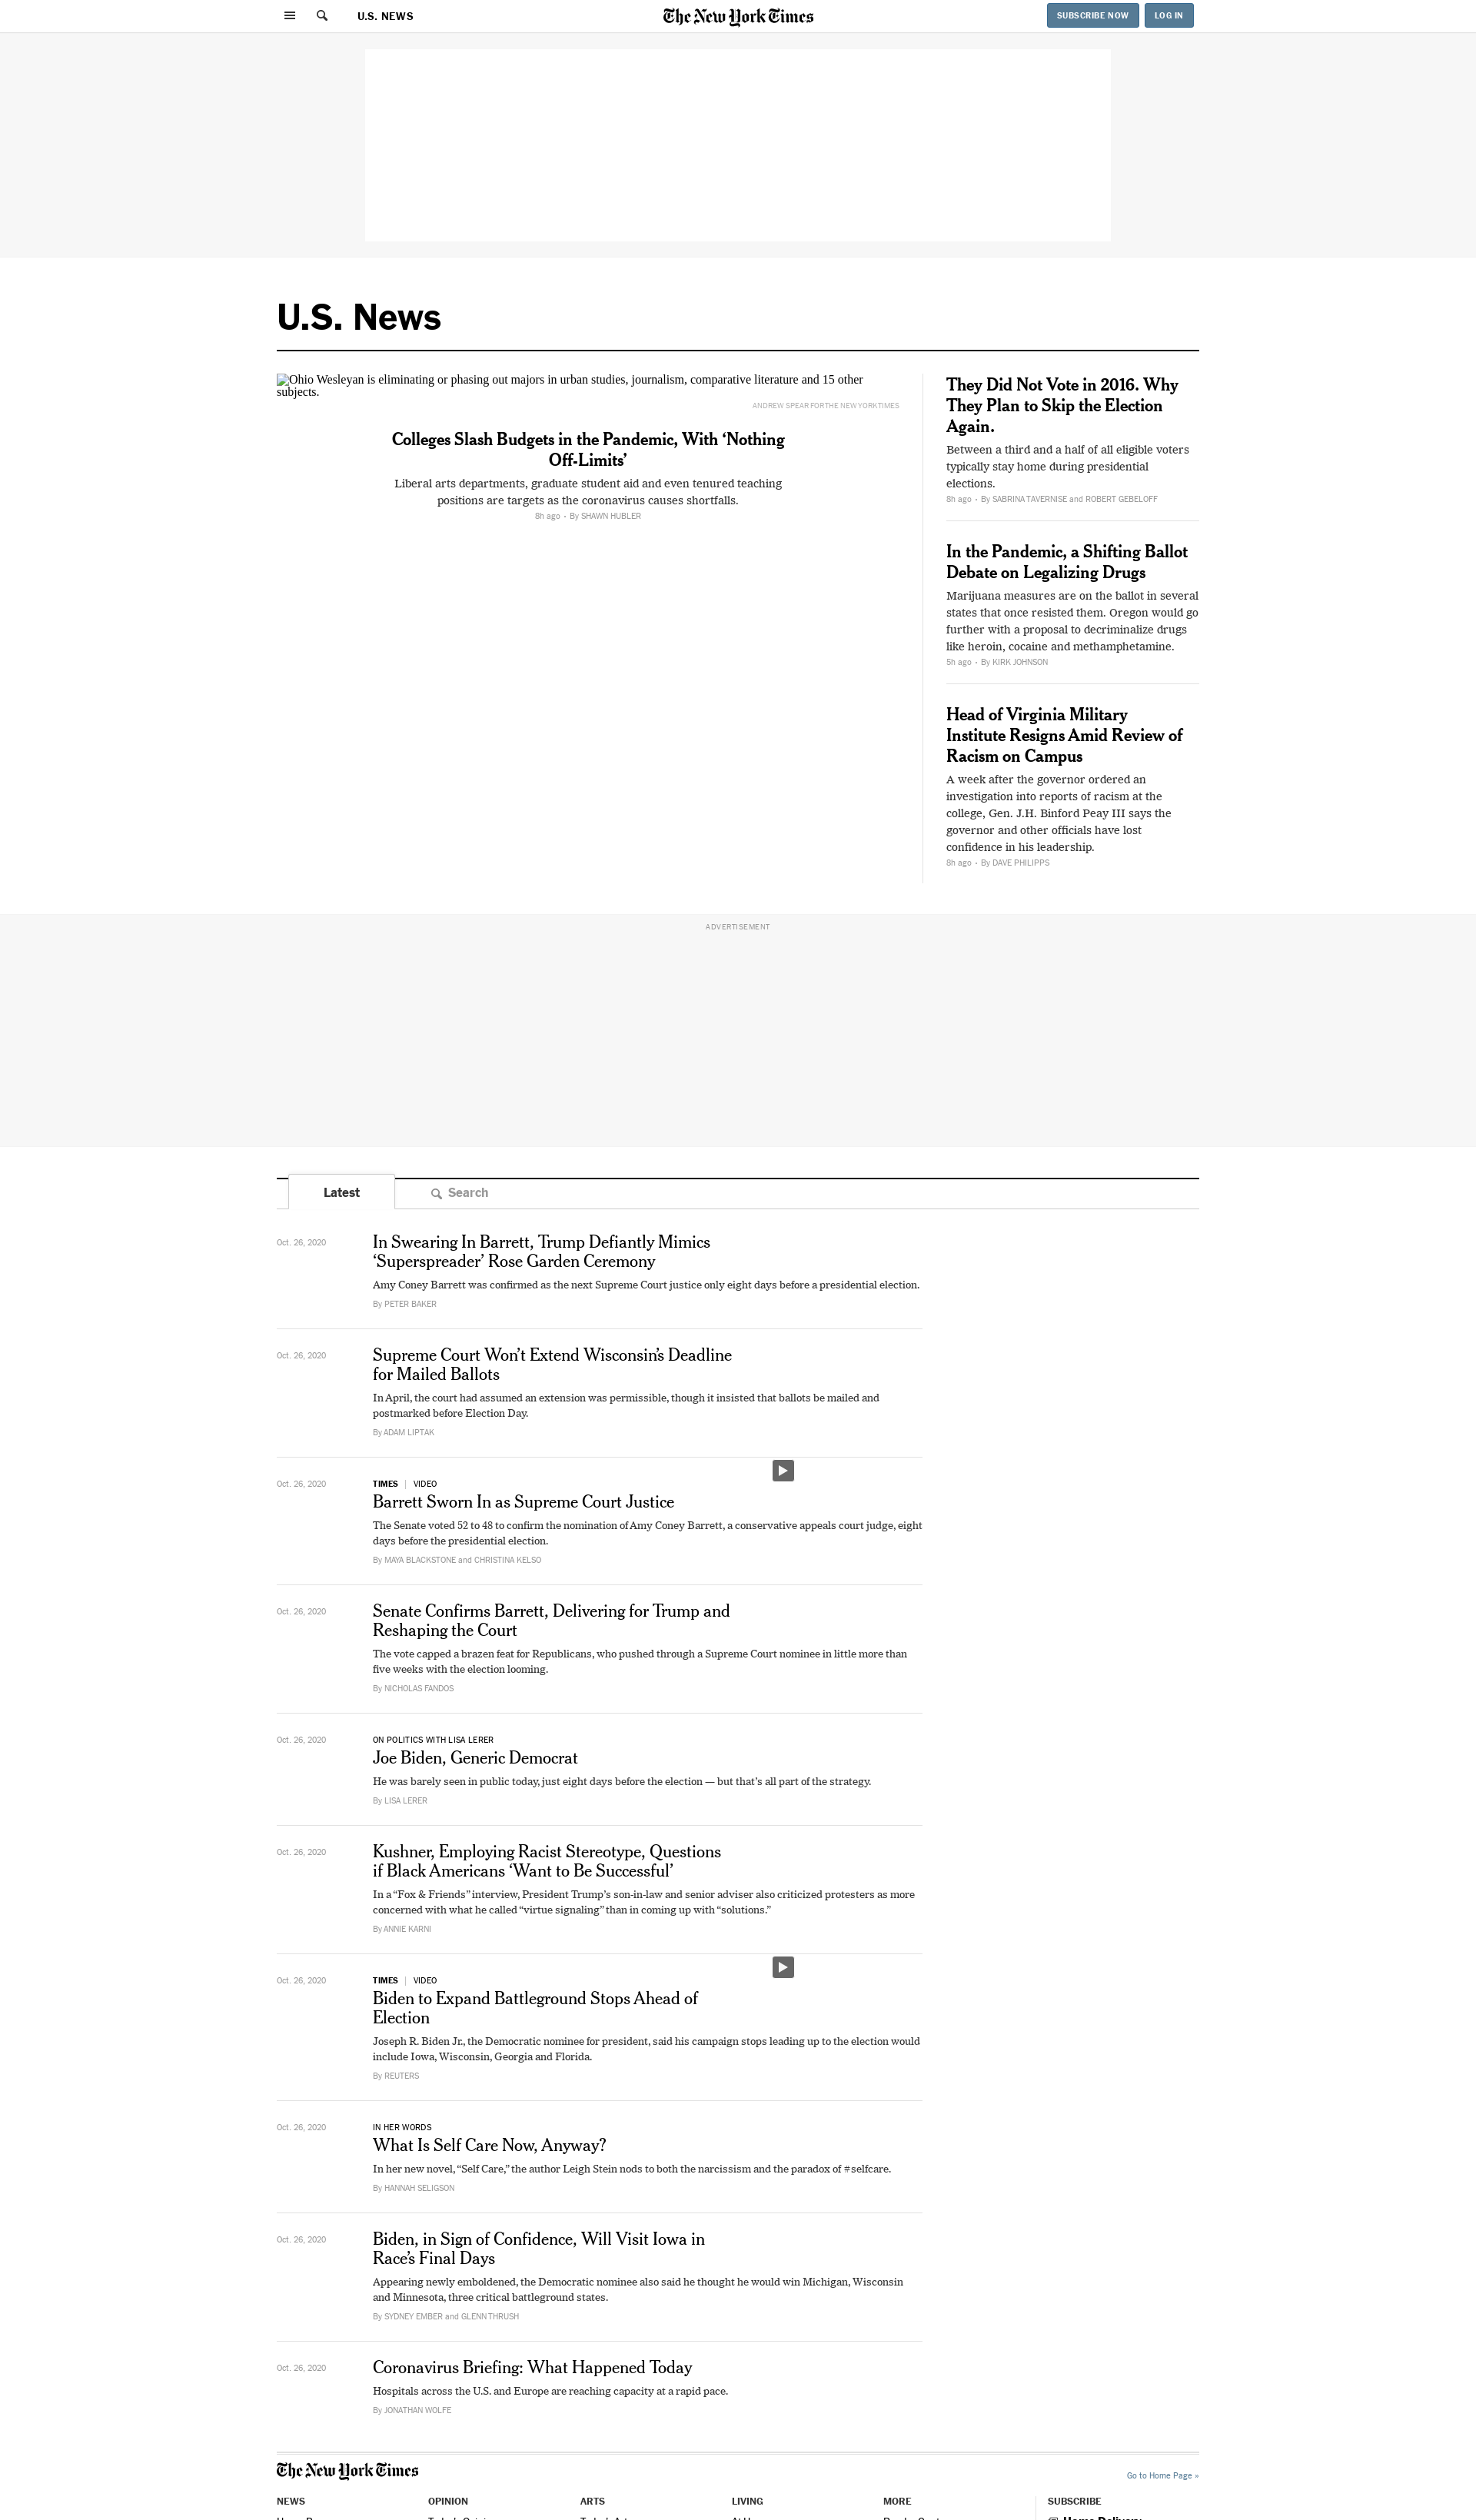 U.S. NEWS
The New York Times
SUBSCRIBE NOW
LOG IN
U.S. News
Ohio Wesleyan is eliminating or phasing out majors in urban studies, journalism, comparative literature and 15 other
subjects.
ANDREW SPEAR FOR THE NEW YORK TIMES
Colleges Slash Budgets in the Pandemic, With ‘Nothing
Off-Limits’
Liberal arts departments, graduate student aid and even tenured teaching
positions are targets as the coronavirus causes shortfalls.
8h ago • By SHAWN HUBLER
They Did Not Vote in 2016. Why
They Plan to Skip the Election
Again.
Between a third and a half of all eligible voters
typically stay home during presidential
elections.
8h ago • By SABRINA TAVERNISE and ROBERT GEBELOFF
In the Pandemic, a Shifting Ballot
Debate on Legalizing Drugs
Marijuana measures are on the ballot in several
states that once resisted them. Oregon would go
further with a proposal to decriminalize drugs
like heroin, cocaine and methamphetamine.
5h ago • By KIRK JOHNSON
Head of Virginia Military
Institute Resigns Amid Review of
Racism on Campus
A week after the governor ordered an
investigation into reports of racism at the
college, Gen. J.H. Binford Peay III says the
governor and other officials have lost
confidence in his leadership.
8h ago • By DAVE PHILIPPS
ADVERTISEMENT
Latest
Search
Oct. 26, 2020
In Swearing In Barrett, Trump Defiantly Mimics
‘Superspreader’ Rose Garden Ceremony
Amy Coney Barrett was confirmed as the next Supreme Court justice only eight days before a presidential election.
By PETER BAKER
Oct. 26, 2020
Supreme Court Won’t Extend Wisconsin’s Deadline
for Mailed Ballots
In April, the court had assumed an extension was permissible, though it insisted that ballots be mailed and
postmarked before Election Day.
By ADAM LIPTAK
Oct. 26, 2020
TIMES | VIDEO
Barrett Sworn In as Supreme Court Justice
The Senate voted 52 to 48 to confirm the nomination of Amy Coney Barrett, a conservative appeals court judge, eight
days before the presidential election.
By MAYA BLACKSTONE and CHRISTINA KELSO
Oct. 26, 2020
Senate Confirms Barrett, Delivering for Trump and
Reshaping the Court
The vote capped a brazen feat for Republicans, who pushed through a Supreme Court nominee in little more than
five weeks with the election looming.
By NICHOLAS FANDOS
Oct. 26, 2020
ON POLITICS WITH LISA LERER
Joe Biden, Generic Democrat
He was barely seen in public today, just eight days before the election — but that’s all part of the strategy.
By LISA LERER
Oct. 26, 2020
Kushner, Employing Racist Stereotype, Questions
if Black Americans ‘Want to Be Successful’
In a “Fox & Friends” interview, President Trump’s son-in-law and senior adviser also criticized protesters as more
concerned with what he called “virtue signaling” than in coming up with “solutions.”
By ANNIE KARNI
Oct. 26, 2020
TIMES | VIDEO
Biden to Expand Battleground Stops Ahead of
Election
Joseph R. Biden Jr., the Democratic nominee for president, said his campaign stops leading up to the election would
include Iowa, Wisconsin, Georgia and Florida.
By REUTERS
Oct. 26, 2020
IN HER WORDS
What Is Self Care Now, Anyway?
In her new novel, “Self Care,” the author Leigh Stein nods to both the narcissism and the paradox of #selfcare.
By HANNAH SELIGSON
Oct. 26, 2020
Biden, in Sign of Confidence, Will Visit Iowa in
Race’s Final Days
Appearing newly emboldened, the Democratic nominee also said he thought he would win Michigan, Wisconsin
and Minnesota, three critical battleground states.
By SYDNEY EMBER and GLENN THRUSH
Oct. 26, 2020
Coronavirus Briefing: What Happened Today
Hospitals across the U.S. and Europe are reaching capacity at a rapid pace.
By JONATHAN WOLFE
The New York Times
Go to Home Page »
NEWS
OPINION
ARTS
LIVING
MORE
SUBSCRIBE